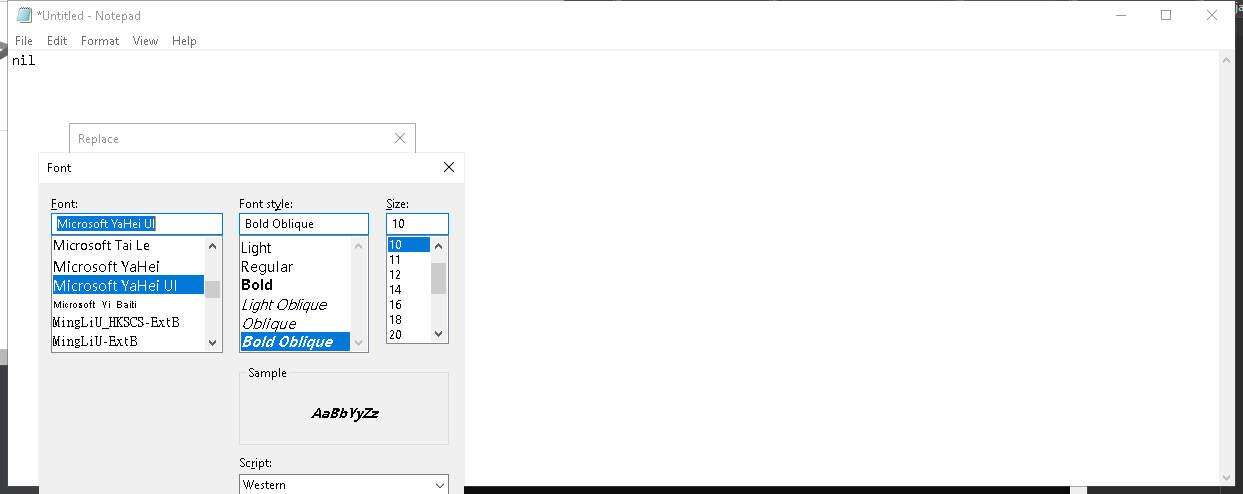 *Untitled - Notepad
File Edit Format View Help
nil
Replace
Font
Font: Font style: Size:
Microsoft YaHei UI Bold Oblique 10
Microsoft Tai Le
Microsoft YaHei
Microsoft YaHei UI
Microsoft Yi Baiti
MingLiU_HKSCS-ExtB
MingLiU-ExtB
Light
Regular
Bold
Light Oblique
Oblique
Bold Oblique
10
11
12
14
16
18
20
Sample
AaBbYyZz
Script:
Western